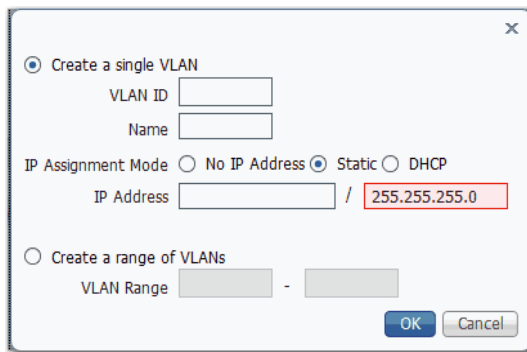 x
Create a single VLAN
VLAN ID
Name
IP Assignment Mode No IP Address Static DHCP
IP Address / 255.255.255.0
Create a range of VLANs
VLAN Range -
OK Cancel